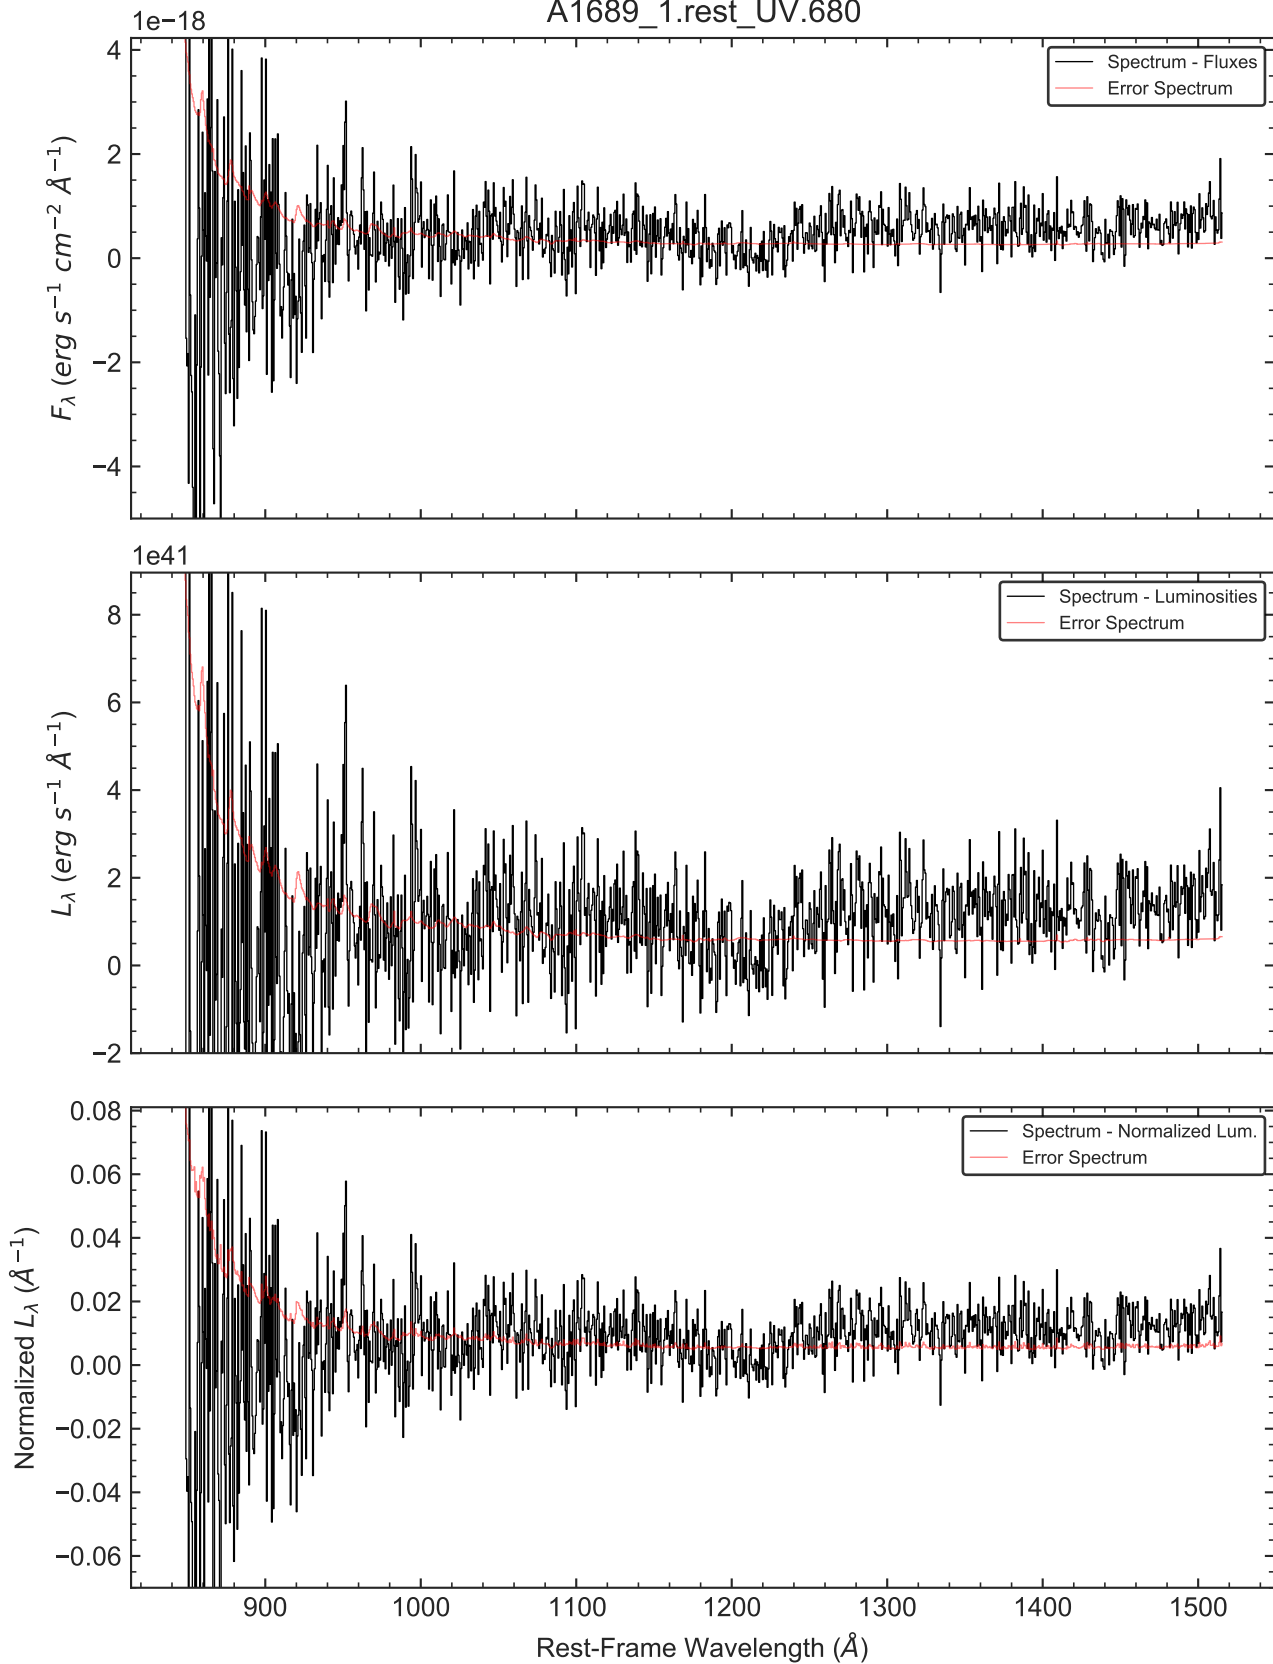 A1689_1.rest_UV.680
1e−18
4
2
0
−2
−4
F_λ (erg s⁻¹ cm⁻² Å⁻¹)
Spectrum - Fluxes
Error Spectrum
1e41
8
6
4
2
0
−2
L_λ (erg s⁻¹ Å⁻¹)
Spectrum - Luminosities
Error Spectrum
0.08
0.06
0.04
0.02
0.00
−0.02
−0.04
−0.06
Normalized L_λ (Å⁻¹)
Spectrum - Normalized Lum.
Error Spectrum
900 1000 1100 1200 1300 1400 1500
Rest-Frame Wavelength (Å)